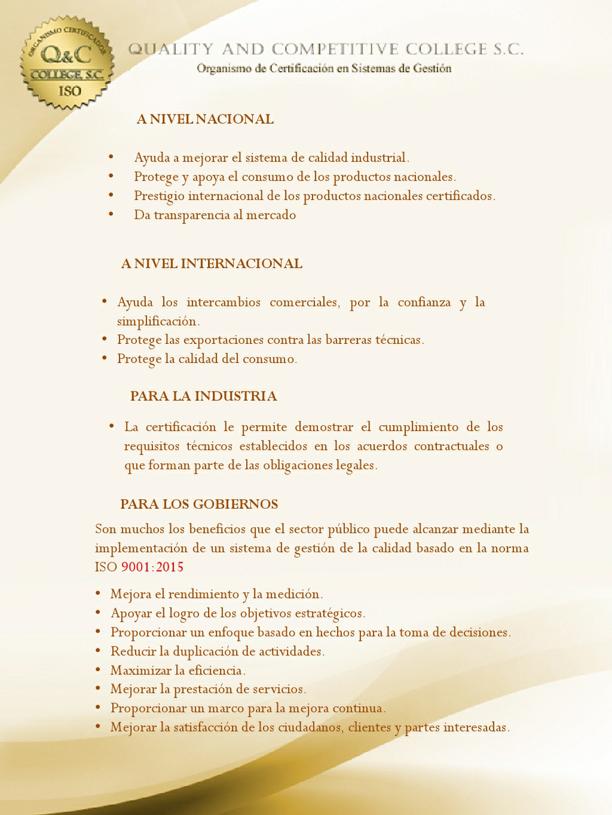 ORGANISMO CERTIFICADOR
Q&C
COLLEGE, S.C.
ISO
QUALITY AND COMPETITIVE COLLEGE S.C.
Organismo de Certificación en Sistemas de Gestión
A NIVEL NACIONAL
• Ayuda a mejorar el sistema de calidad industrial.
• Protege y apoya el consumo de los productos nacionales.
• Prestigio internacional de los productos nacionales certificados.
• Da transparencia al mercado
A NIVEL INTERNACIONAL
• Ayuda los intercambios comerciales, por la confianza y la
simplificación.
• Protege las exportaciones contra las barreras técnicas.
• Protege la calidad del consumo.
PARA LA INDUSTRIA
• La certificación le permite demostrar el cumplimiento de los
requisitos técnicos establecidos en los acuerdos contractuales o
que forman parte de las obligaciones legales.
PARA LOS GOBIERNOS
Son muchos los beneficios que el sector público puede alcanzar mediante la
implementación de un sistema de gestión de la calidad basado en la norma
ISO 9001:2015
• Mejora el rendimiento y la medición.
• Apoyar el logro de los objetivos estratégicos.
• Proporcionar un enfoque basado en hechos para la toma de decisiones.
• Reducir la duplicación de actividades.
• Maximizar la eficiencia.
• Mejorar la prestación de servicios.
• Proporcionar un marco para la mejora continua.
• Mejorar la satisfacción de los ciudadanos, clientes y partes interesadas.